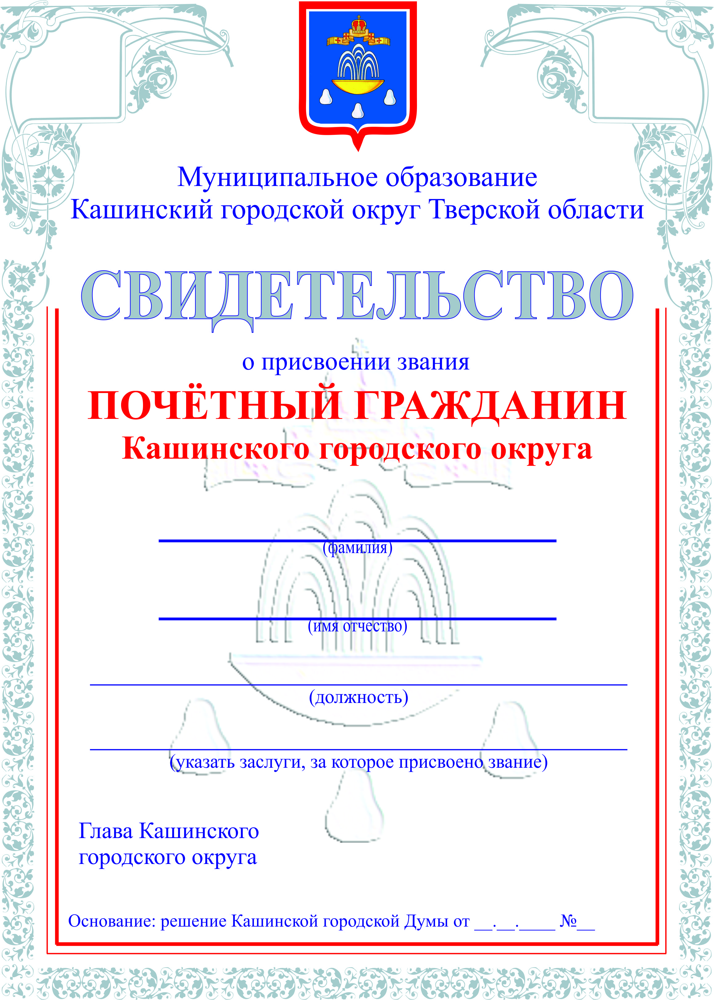 Муниципальное образование
Кашинский городской округ Тверской области
СВИДЕТЕЛЬСТВО
о присвоении звания
ПОЧЁТНЫЙ ГРАЖДАНИН
Кашинского городского округа
(фамилия)
(имя отчество)
(должность)
(указать заслуги, за которое присвоено звание)
Глава Кашинского
городского округа
Основание: решение Кашинской городской Думы от __.__.____ №__